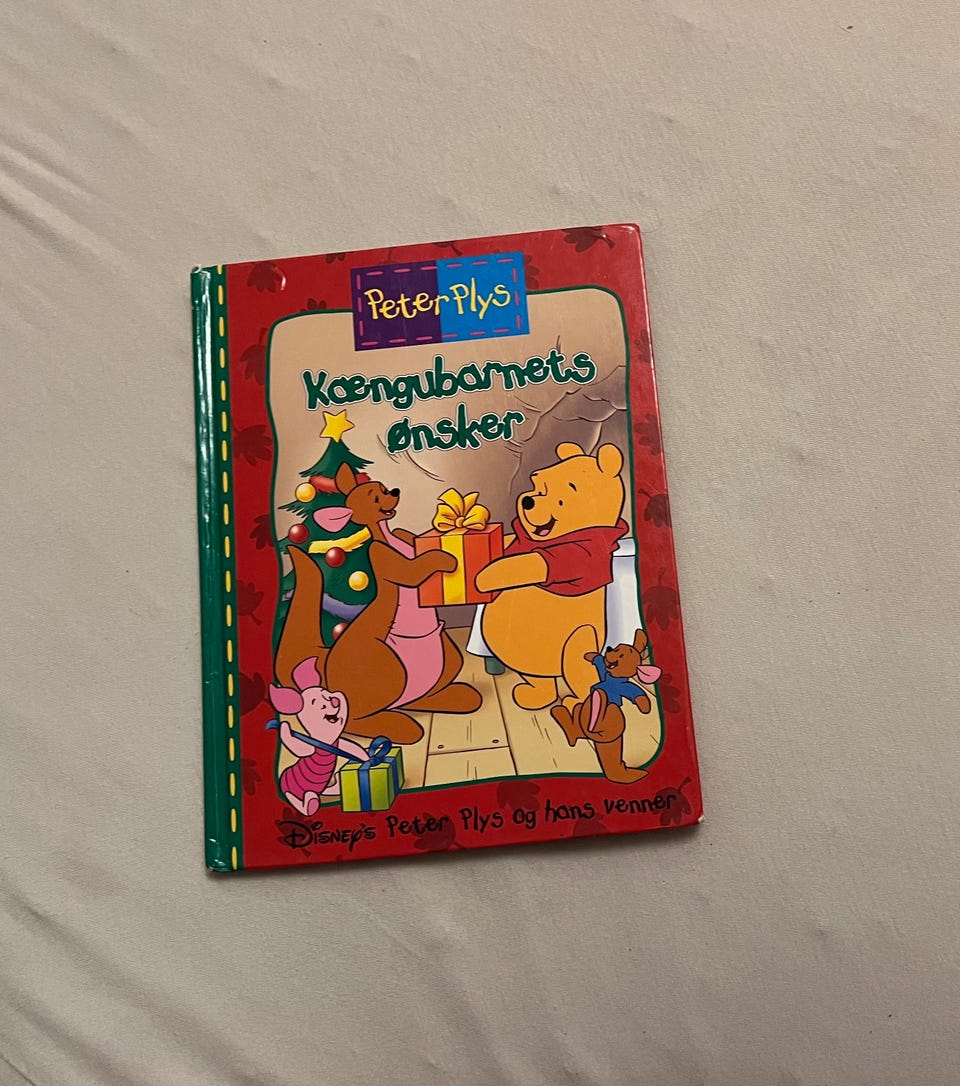 Peter Plys
Kængubarnets
ønsker
Disney's Peter Plys og hans venner